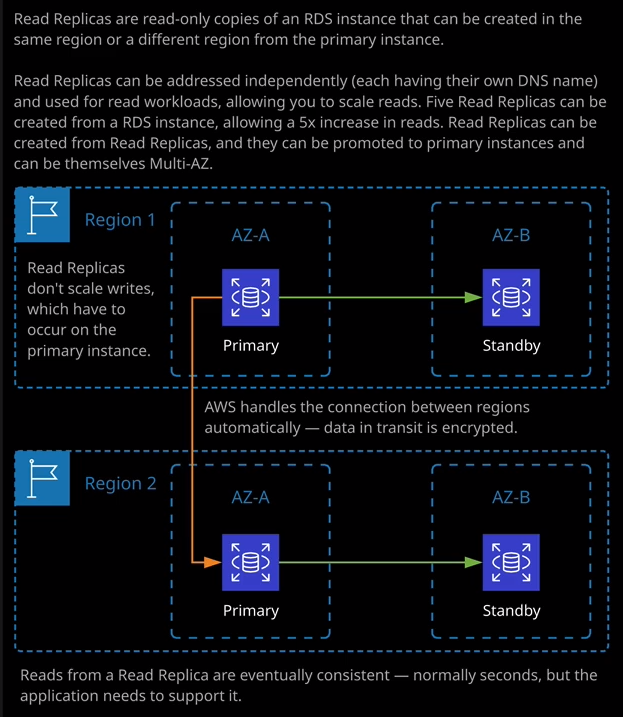 Read Replicas are read-only copies of an RDS instance that can be created in the
same region or a different region from the primary instance.
Read Replicas can be addressed independently (each having their own DNS name)
and used for read workloads, allowing you to scale reads. Five Read Replicas can be
created from a RDS instance, allowing a 5x increase in reads. Read Replicas can be
created from Read Replicas, and they can be promoted to primary instances and
can be themselves Multi-AZ.
Region 1
Read Replicas
don't scale writes,
which have to
occur on the
primary instance.
AZ-A
Primary
AZ-B
Standby
AWS handles the connection between regions
automatically — data in transit is encrypted.
Region 2
AZ-A
Primary
AZ-B
Standby
Reads from a Read Replica are eventually consistent — normally seconds, but the
application needs to support it.